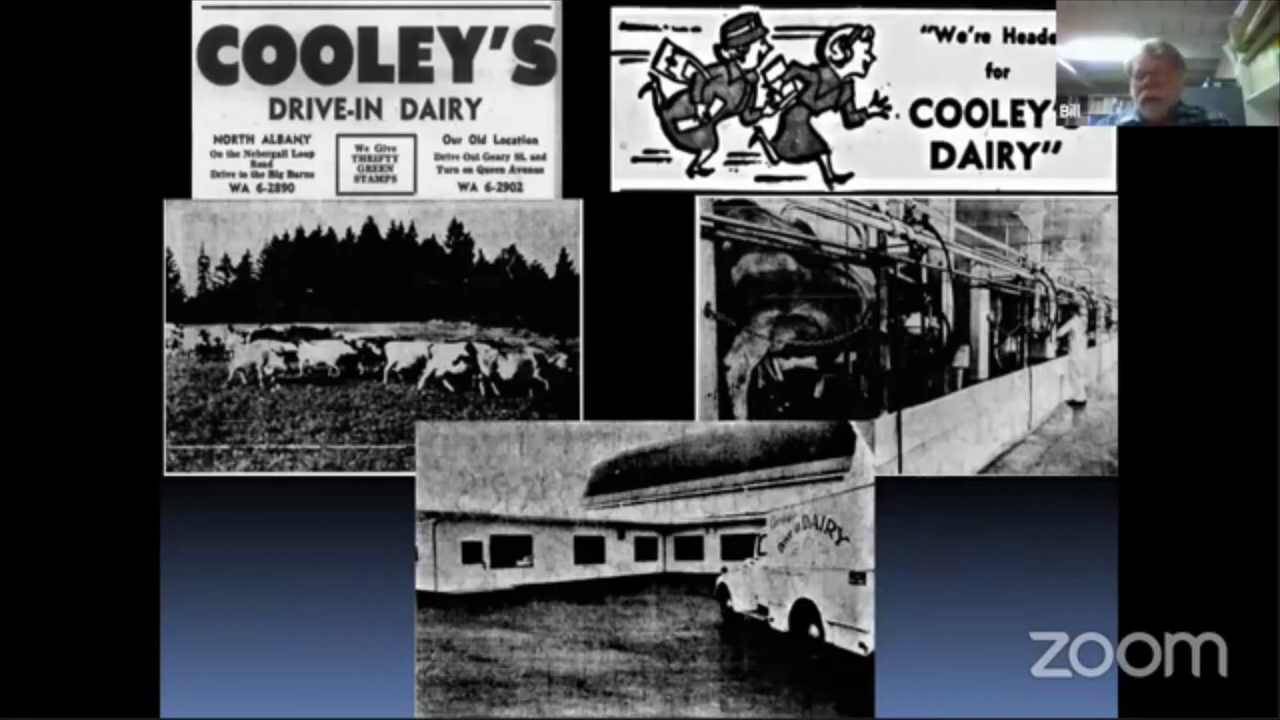 COOLEY'S
DRIVE-IN DAIRY
NORTH ALBANY
On the Nebergall Loop
Road
Drive to the Big Barns
WA 6-2890
We Give
THRIFTY
GREEN
STAMPS
Our Old Location
Drive Out Geary St. and
Turn on Queen Avenue
WA 6-2902
"We're Heade
for
COOLEY'S
DAIRY"
Bill
DAIRY
zoom